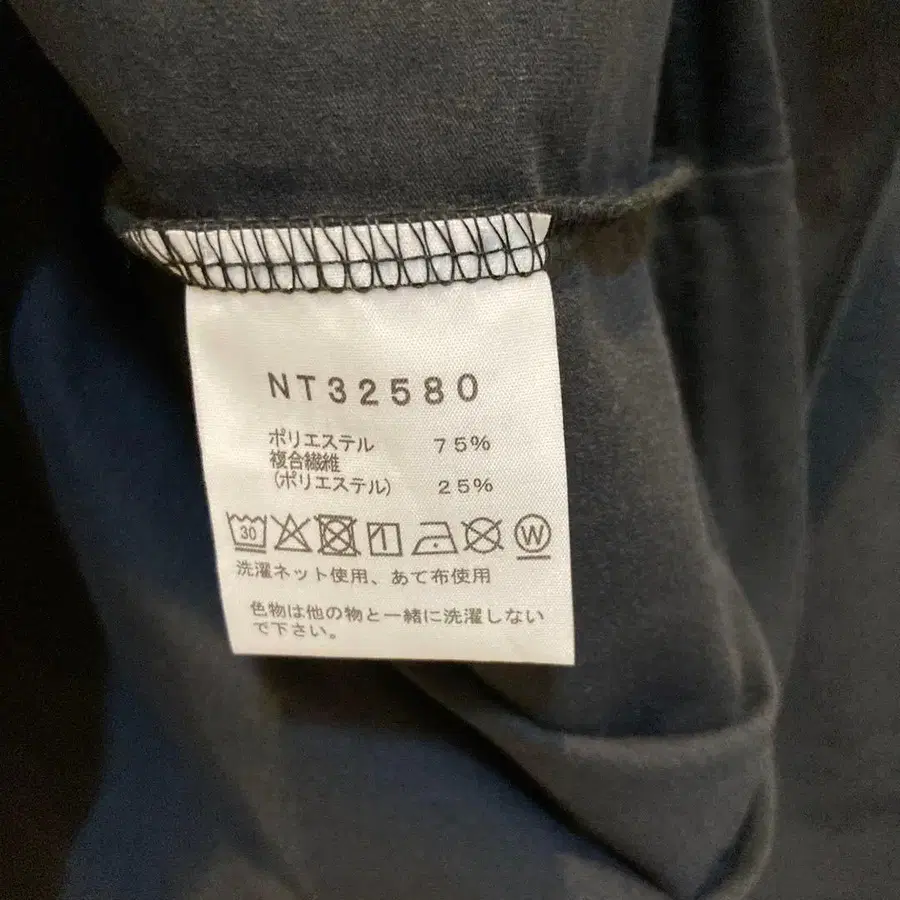 NT32580
ポリエステル 75%
複合繊維
(ポリエステル) 25%
30 W
洗濯ネット使用、あて布使用
色物は他の物と一緒に洗濯しない
で下さい。